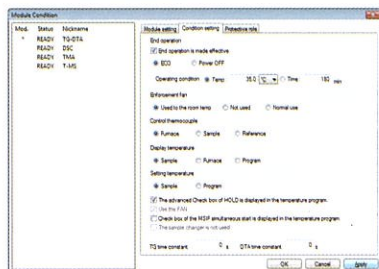 Module Condition
Mod. Status Nickname
* READY TG-DTA
READY DSC
READY TMA
READY T-MS
Module setting Condition setting Protective role
End operation
End operation is made effective
ECO Power OFF
Operating condition Temp. 35.0 °C Time 180 min
Enforcement Fan
Used to the room temp Not used Normal use
Control thermocouple
Furnace Sample Reference
Display temperature
Sample Furnace Program
Setting temperature
Sample Program
The advanced Check box of HOLD is displayed in the temperature program.
Use the FAN
Check box of the simultaneous start is displayed in the temperature program
The sample changer is not used
TG time constant 0 s DTA time constant 0 s
OK Cancel Apply